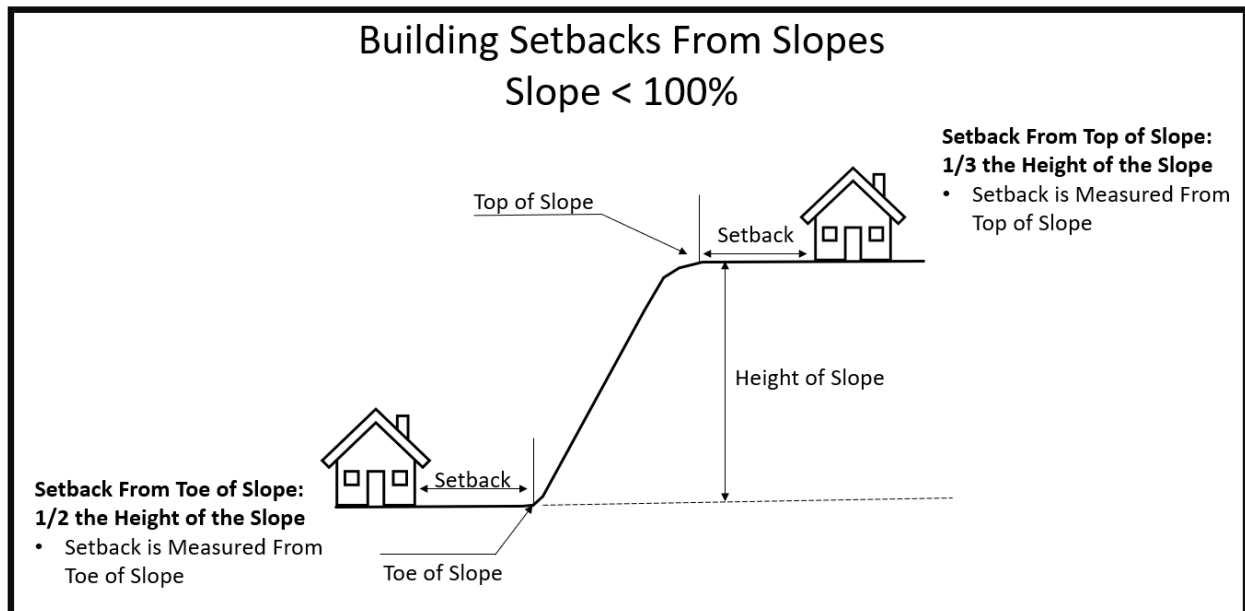 Building Setbacks From Slopes
Slope < 100%
Setback From Top of Slope:
1/3 the Height of the Slope
• Setback is Measured From
Top of Slope
Top of Slope
Setback
Height of Slope
Setback
Setback From Toe of Slope:
1/2 the Height of the Slope
• Setback is Measured From
Toe of Slope
Toe of Slope